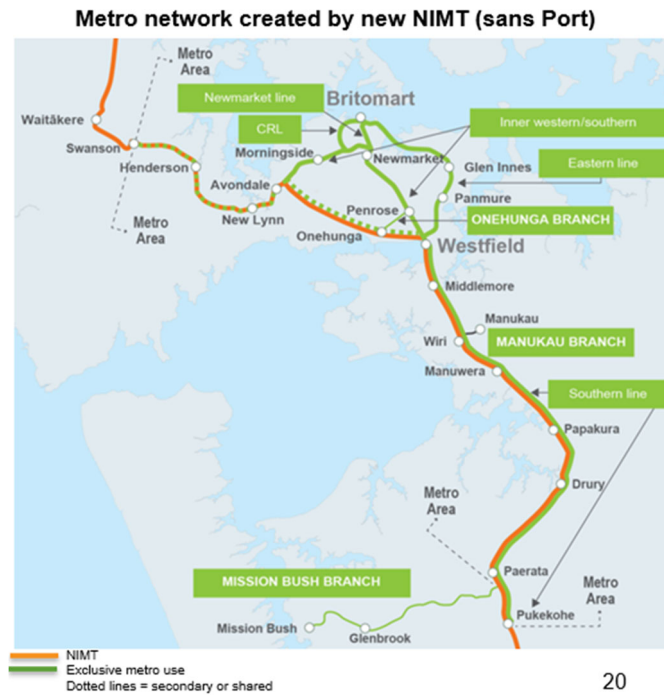 Metro network created by new NIMT (sans Port)
Metro
Area
Newmarket line
Britomart
Waitākere
CRL
Inner western/southern
Swanson
Morningside
Newmarket
Henderson
Glen Innes
Eastern line
Avondale
Panmure
Metro
Area
New Lynn
Penrose
ONEHUNGA BRANCH
Onehunga
Westfield
Middlemore
Manukau
Wiri
MANUKAU BRANCH
Manuwera
Southern line
Papakura
Drury
Metro
Area
Paerata
MISSION BUSH BRANCH
Metro
Area
Pukekohe
Mission Bush
Glenbrook
NIMT
Exclusive metro use
Dotted lines = secondary or shared
20